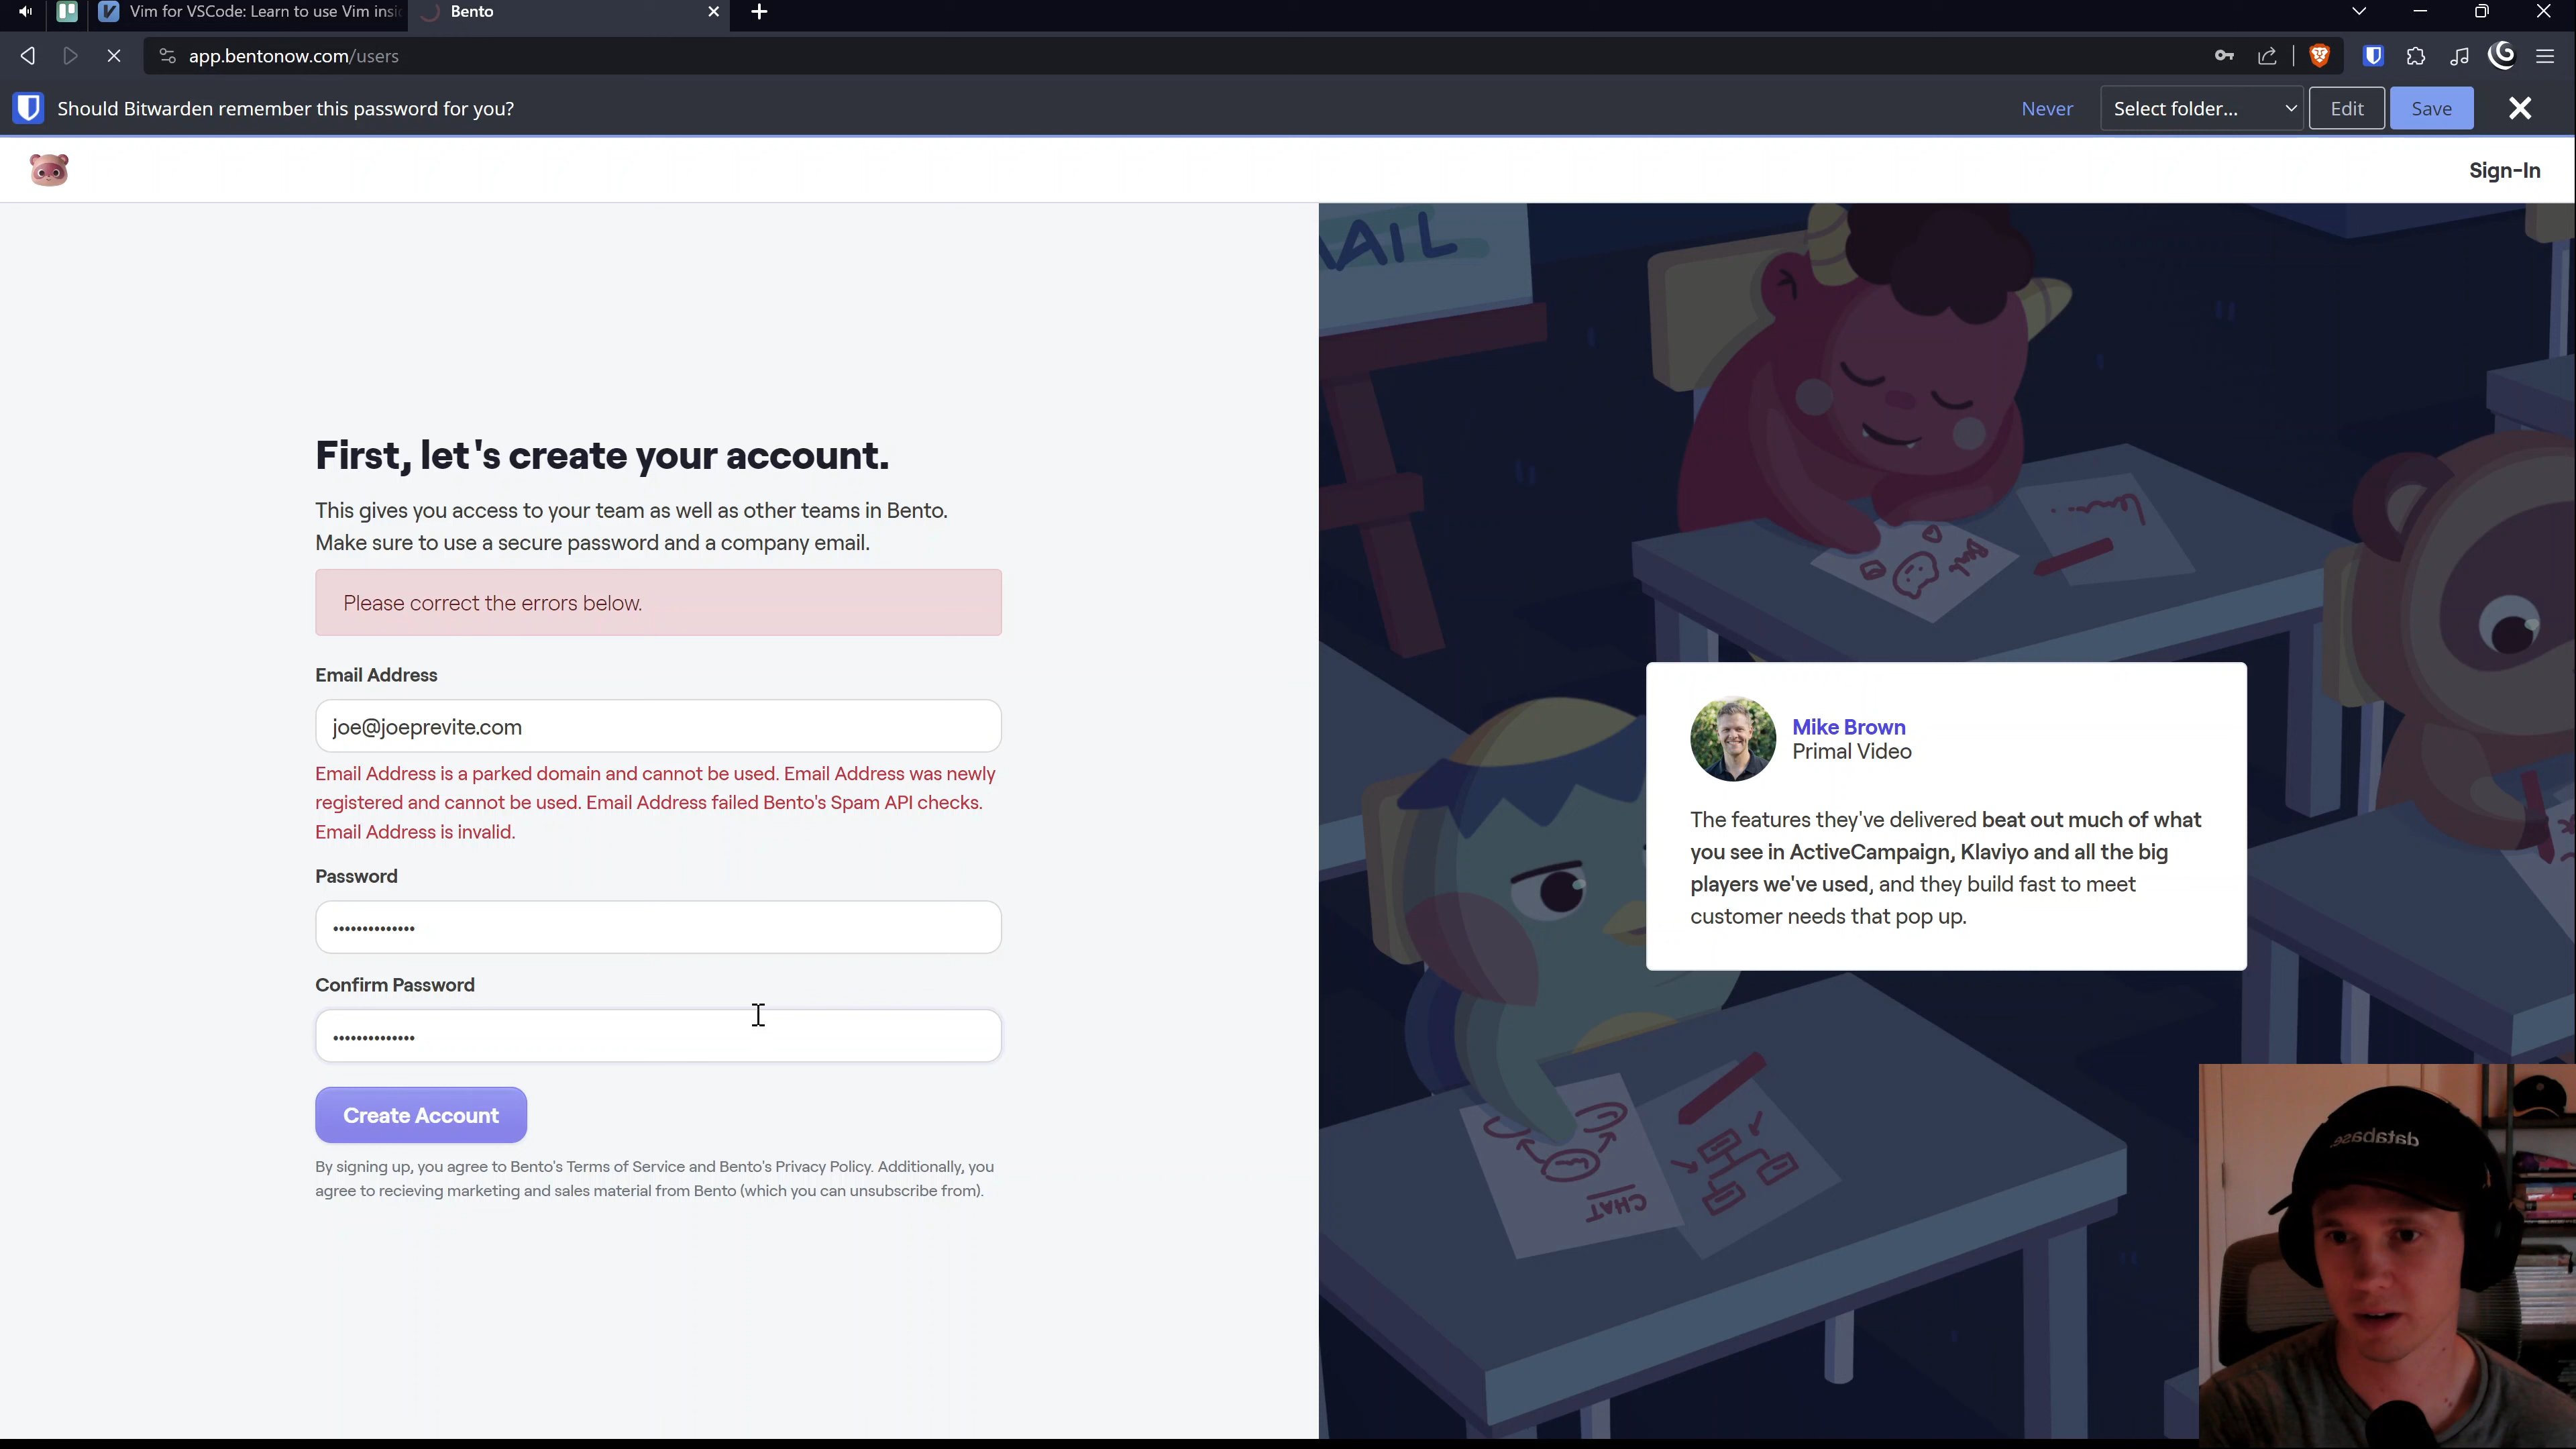 Vim for VSCode: Learn to use Vim insi
Bento
app.bentonow.com/users
Should Bitwarden remember this password for you?
Never
Select folder...
Edit
Save
Sign-In
First, let's create your account.
This gives you access to your team as well as other teams in Bento.
Make sure to use a secure password and a company email.
Please correct the errors below.
Email Address
joe@joeprevite.com
Email Address is a parked domain and cannot be used. Email Address was newly
registered and cannot be used. Email Address failed Bento's Spam API checks.
Email Address is invalid.
Password
••••••••••••••
Confirm Password
••••••••••••••
Create Account
By signing up, you agree to Bento's Terms of Service and Bento's Privacy Policy. Additionally, you
agree to recieving marketing and sales material from Bento (which you can unsubscribe from).
AIL
Mike Brown
Primal Video
The features they've delivered beat out much of what
you see in ActiveCampaign, Klaviyo and all the big
players we've used, and they build fast to meet
customer needs that pop up.
CHAT
database.